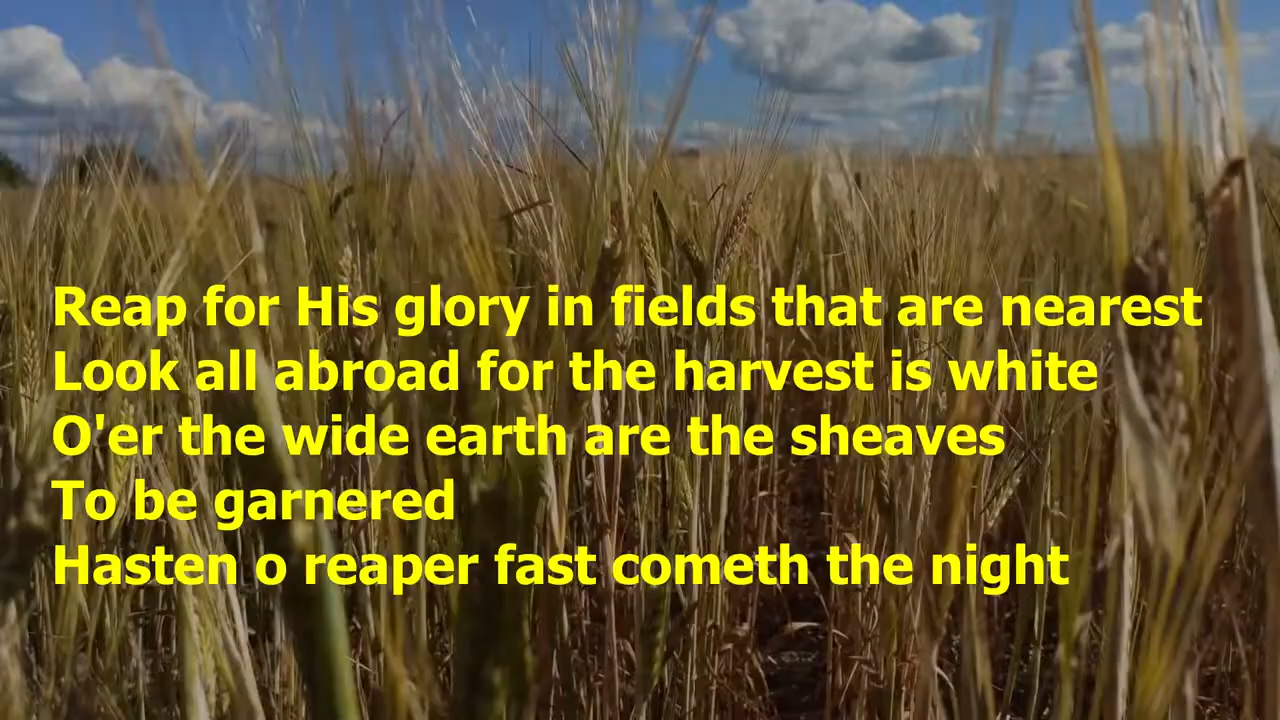 Reap for His glory in fields that are nearest
Look all abroad for the harvest is white
O'er the wide earth are the sheaves
To be garnered
Hasten o reaper fast cometh the night